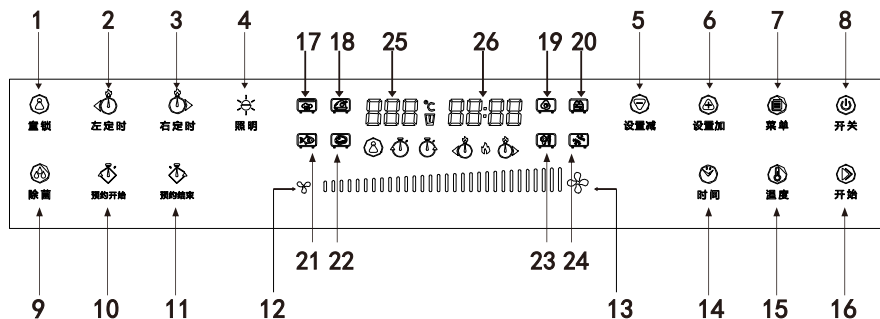 1 2 3 4 17 18 25 26 19 20 5 6 7 8
888 ℃ 88:88
童锁 左定时 右定时 照明 设置减 设置加 菜单 开关
除菌 预约开始 预约结束 时间 温度 开始
21 22 23 24
9 10 11 12 13 14 15 16